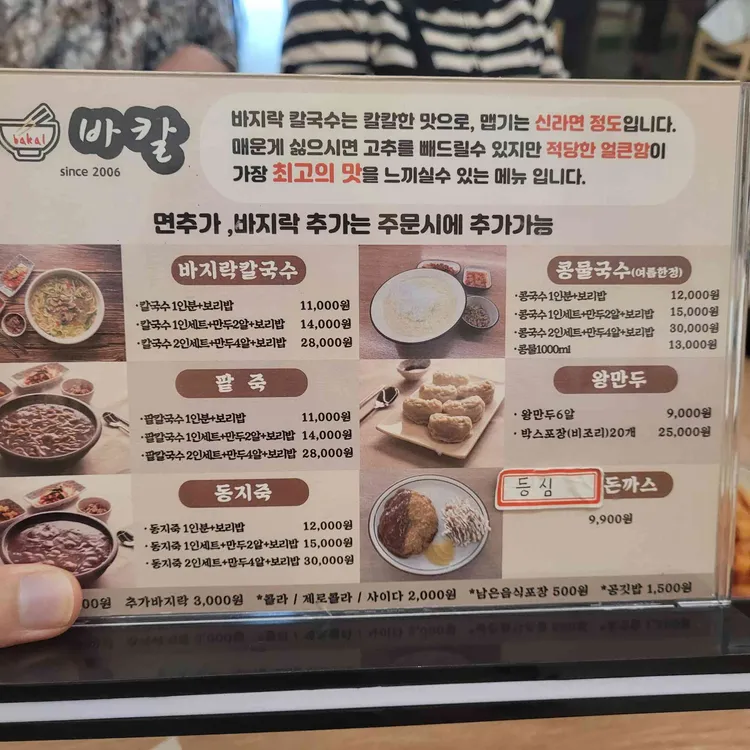 bakal
바칼
since 2006
바지락 칼국수는 칼칼한 맛으로, 맵기는 신라면 정도입니다.
매운게 싫으시면 고추를 빼드릴수 있지만 적당한 얼큰함이
가장 최고의 맛을 느끼실수 있는 메뉴 입니다.
면추가 ,바지락 추가는 주문시에 추가가능
바지락칼국수
·칼국수 1인분+보리밥 11,000원
·칼국수 1인세트+만두2알+보리밥 14,000원
·칼국수 2인세트+만두4알+보리밥 28,000원
콩물국수(여름한정)
·콩국수 1인분+보리밥 12,000원
·콩국수 1인세트+만두2알+보리밥 15,000원
·콩국수 2인세트+만두4알+보리밥 30,000원
·콩물1000ml 13,000원
팥 죽
·팥칼국수 1인분+보리밥 11,000원
·팥칼국수 1인세트+만두2알+보리밥 14,000원
·팥칼국수 2인세트+만두4알+보리밥 28,000원
왕만두
· 왕만두 6알 9,000원
· 박스포장(비조리)20개 25,000원
동지죽
· 동지죽 1인분+보리밥 12,000원
· 동지죽 1인세트+만두2알+보리밥 15,000원
· 동지죽 2인세트+만두4알+보리밥 30,000원
등심 돈까스
9,900원
00원 추가바지락 3,000원 *콜라 / 제로콜라 / 사이다 2,000원 *남은음식포장 500원 *공깃밥 1,500원